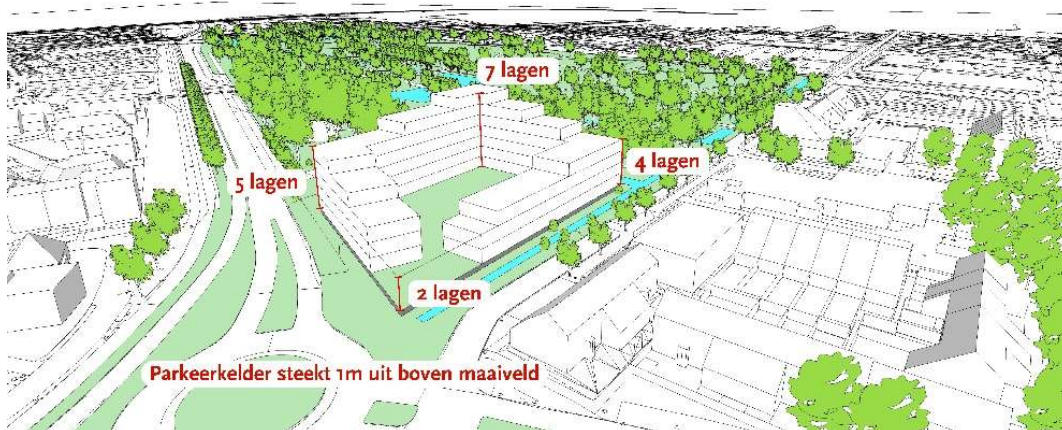 7 lagen
4 lagen
5 lagen
2 lagen
Parkeerkelder steekt 1m uit boven maaiveld